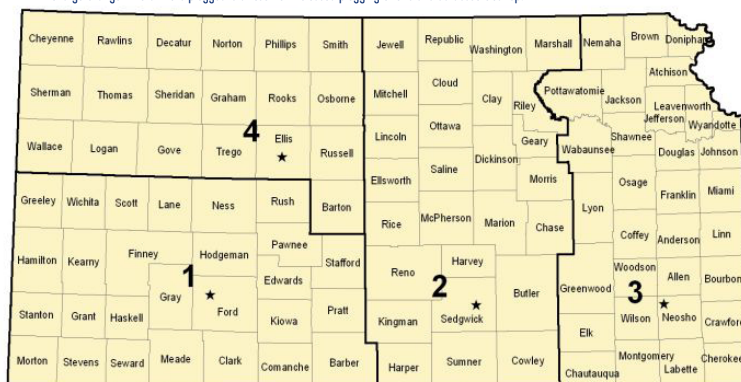 Cheyenne Rawlins Decatur Norton Phillips Smith Jewell Republic Washington Marshall Nemaha Brown Doniphan
Atchison
Sherman Thomas Sheridan Graham Rooks Osborne Mitchell Cloud Clay Riley Pottawatomie Jackson Leavenworth
Jefferson Wyandotte
4 Ellis Lincoln Ottawa Geary Wabaunsee Shawnee
Wallace Logan Gove Trego Russell Saline Dickinson Douglas Johnson
Ellsworth Morris Osage
Greeley Wichita Scott Lane Ness Rush Barton Lyon Franklin Miami
Rice McPherson Marion Chase
Pawnee Coffey Anderson Linn
Hamilton Kearny Finney Hodgeman Stafford Harvey
Reno Woodson Allen Bourbon
1 Edwards 2 Butler Greenwood 3
Gray Ford Pratt Sedgwick Wilson Neosho
Stanton Grant Haskell Kiowa Kingman Elk Crawford
Morton Stevens Seward Meade Clark Comanche Barber Harper Sumner Cowley Chautauqua Montgomery Labette Cherokee